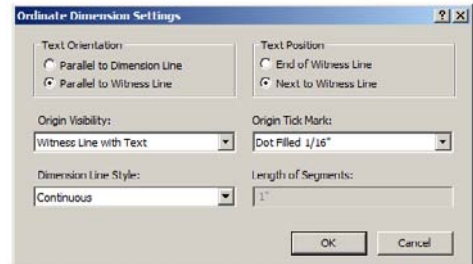 Ordinate Dimension Settings
Text Orientation
Parallel to Dimension Line
Parallel to Witness Line
Text Position
End of Witness Line
Next to Witness Line
Origin Visibility:
Witness Line with Text
Origin Tick Mark:
Dot Filled 1/16"
Dimension Line Style:
Continuous
Length of Segments:
1"
OK
Cancel